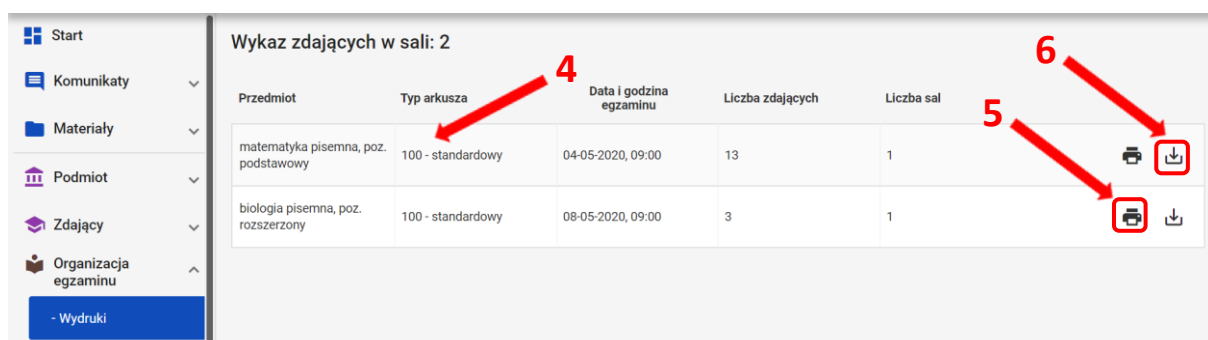 Start
Komunikaty
Materiały
Podmiot
Zdający
Organizacja
egzaminu
- Wydruki
Wykaz zdających w sali: 2
4
6
5
Przedmiot Typ arkusza Data i godzina egzaminu Liczba zdających Liczba sal
matematyka pisemna, poz.
podstawowy
100 - standardowy 04-05-2020, 09:00 13 1
biologia pisemna, poz.
rozszerzony
100 - standardowy 08-05-2020, 09:00 3 1